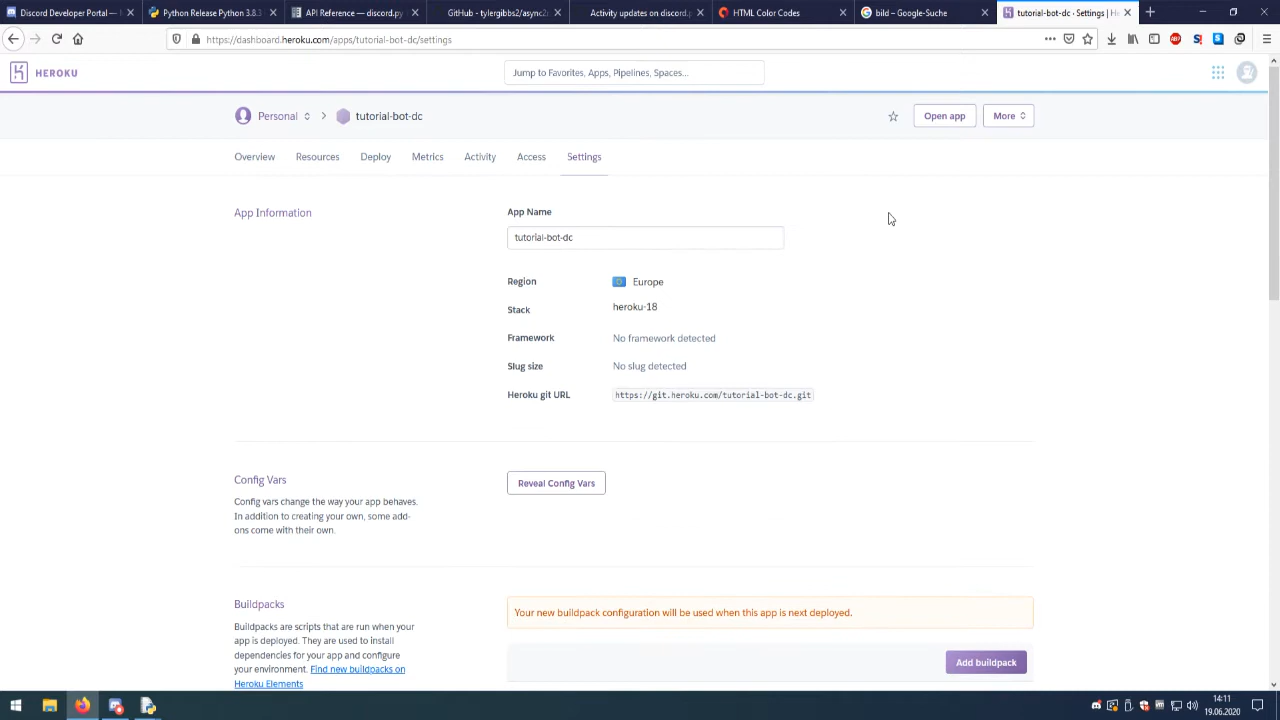 Discord Developer Portal —
Python Release Python 3.8.3
API Reference — discord.py
GitHub - tylergibbs2/async2
Activity updates on discord.
HTML Color Codes
bild – Google-Suche
tutorial-bot-dc · Settings | He
https://dashboard.heroku.com/apps/tutorial-bot-dc/settings
ABP
HEROKU
Jump to Favorites, Apps, Pipelines, Spaces...
Personal
tutorial-bot-dc
Open app
More
Overview
Resources
Deploy
Metrics
Activity
Access
Settings
App Information
App Name
tutorial-bot-dc
Region
Europe
Stack
heroku-18
Framework
No framework detected
Slug size
No slug detected
Heroku git URL
https://git.heroku.com/tutorial-bot-dc.git
Config Vars
Config vars change the way your app behaves.
In addition to creating your own, some add-
ons come with their own.
Reveal Config Vars
Buildpacks
Buildpacks are scripts that are run when your
app is deployed. They are used to install
dependencies for your app and configure
your environment. Find new buildpacks on
Heroku Elements
Your new buildpack configuration will be used when this app is next deployed.
Add buildpack
14:11
19.06.2020